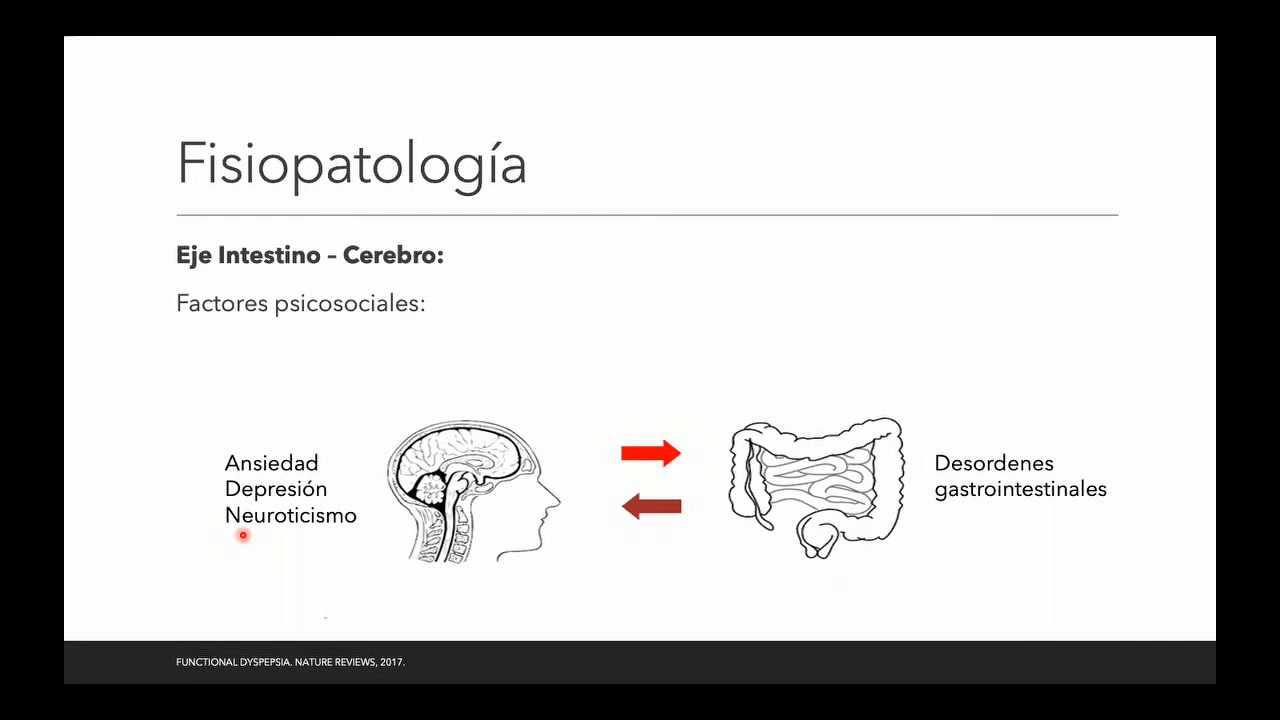 Fisiopatología
Eje Intestino – Cerebro:
Factores psicosociales:
Ansiedad
Depresión
Neuroticismo
Desordenes
gastrointestinales
FUNCTIONAL DYSPEPSIA. NATURE REVIEWS, 2017.